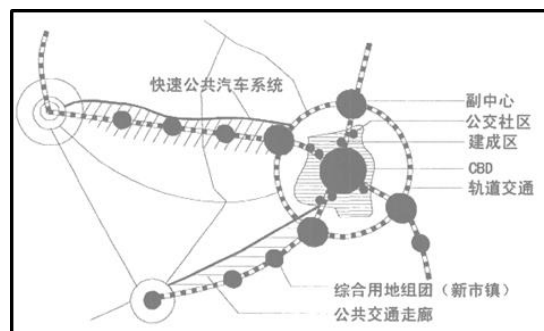 快速公共汽车系统
副中心
公交社区
建成区
CBD
轨道交通
综合用地组团（新市镇）
公共交通走廊